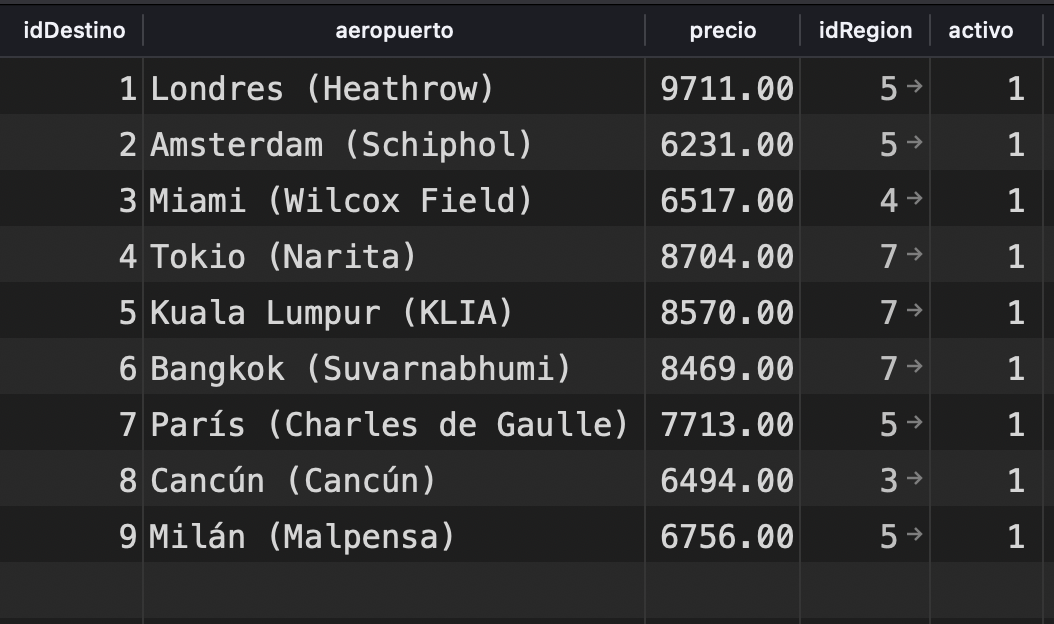 idDestino aeropuerto precio idRegion activo
1 Londres (Heathrow) 9711.00 5 → 1
2 Amsterdam (Schiphol) 6231.00 5 → 1
3 Miami (Wilcox Field) 6517.00 4 → 1
4 Tokio (Narita) 8704.00 7 → 1
5 Kuala Lumpur (KLIA) 8570.00 7 → 1
6 Bangkok (Suvarnabhumi) 8469.00 7 → 1
7 París (Charles de Gaulle) 7713.00 5 → 1
8 Cancún (Cancún) 6494.00 3 → 1
9 Milán (Malpensa) 6756.00 5 → 1